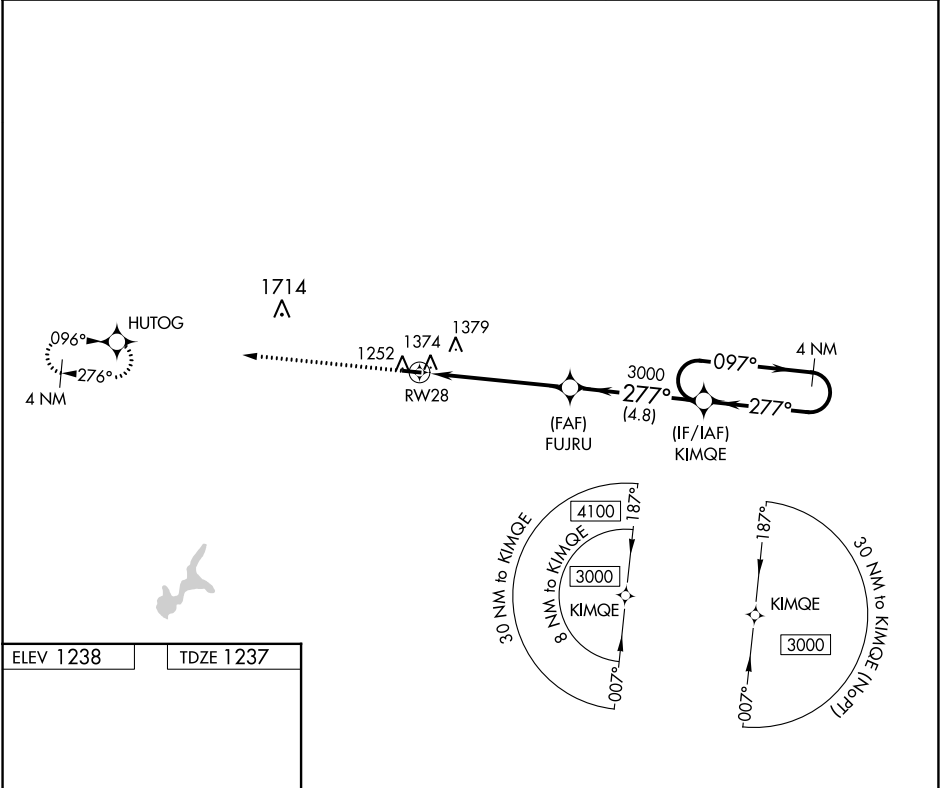 1714
HUTOG
096°
276°
4 NM
1252
1374
1379
RW28
(FAF)
FUJRU
3000
277°
(4.8)
(IF/IAF)
KIMQE
097°
277°
4 NM
30 NM to KIMQE
4100
187°
8 NM to KIMQE
3000
KIMQE
007°
187°
30 NM to KIMQE (NoPT)
KIMQE
3000
007°
ELEV 1238
TDZE 1237